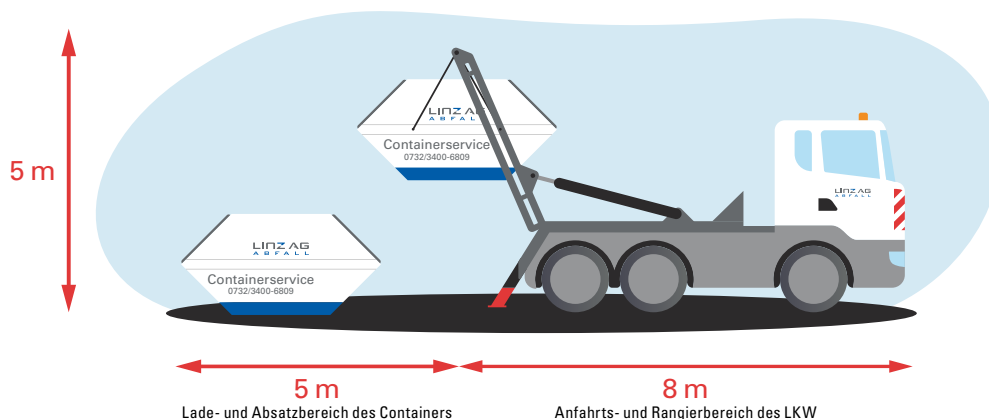 LINZ AG
ABFALL
Containerservice
0732/3400-6809
5 m
LINZ AG
ABFALL
LINZ AG
ABFALL
Containerservice
0732/3400-6809
5 m
8 m
Lade- und Absatzbereich des Containers
Anfahrts- und Rangierbereich des LKW